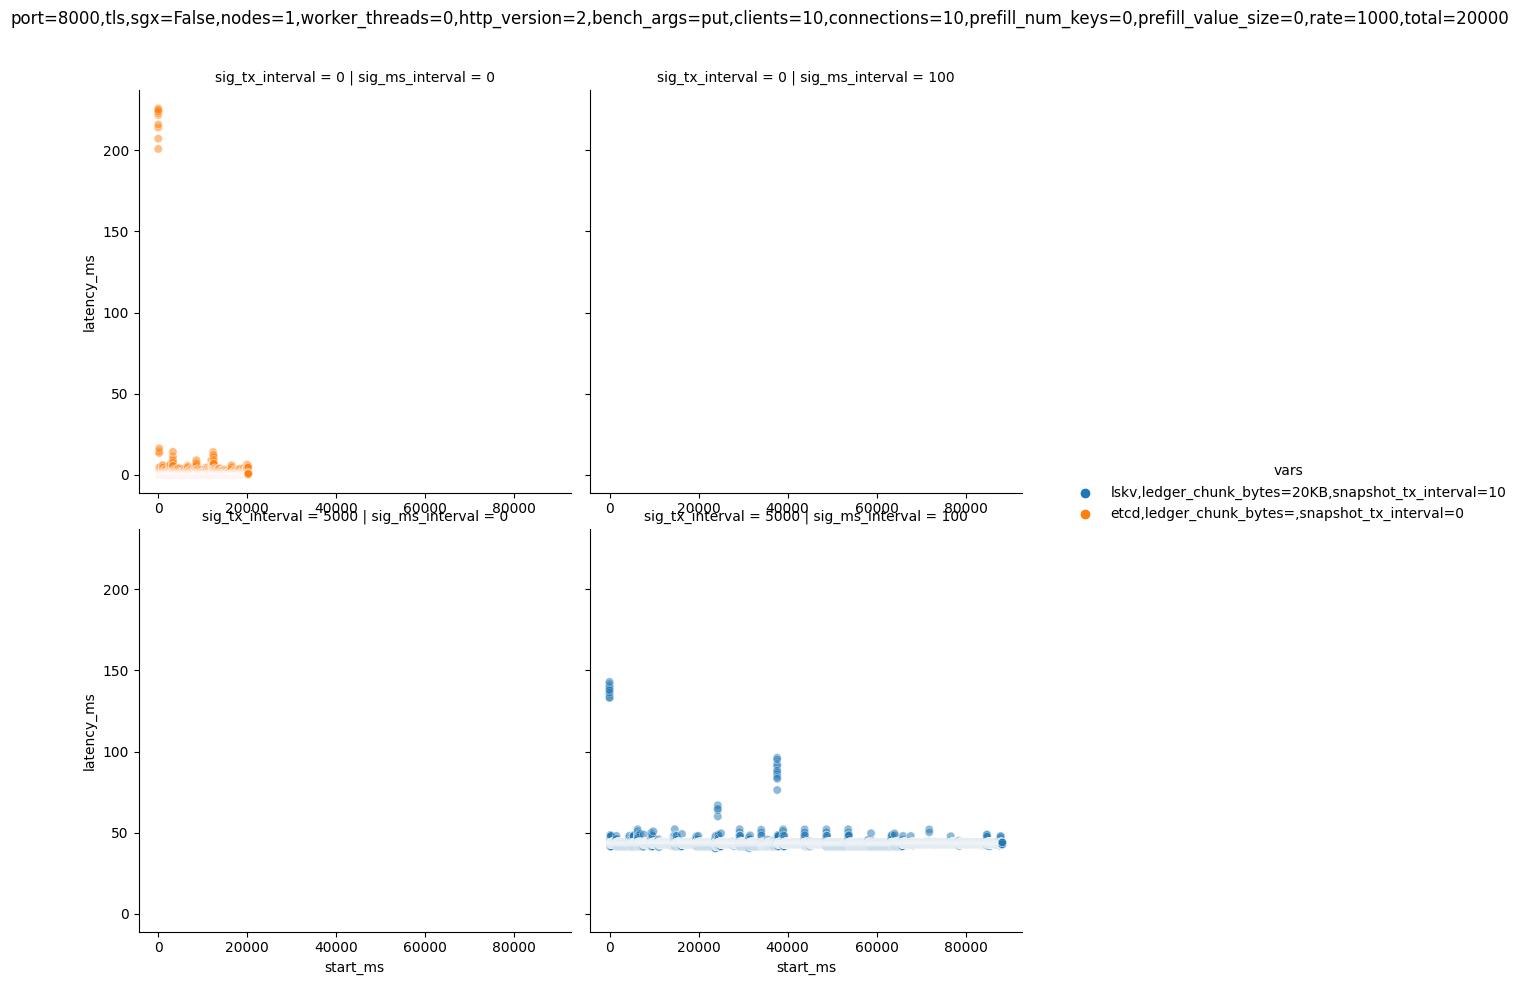 port=8000,tls,sgx=False,nodes=1,worker_threads=0,http_version=2,bench_args=put,clients=10,connections=10,prefill_num_keys=0,prefill_value_size=0,rate=1000,total=20000
sig_tx_interval = 0 | sig_ms_interval = 0
sig_tx_interval = 0 | sig_ms_interval = 100
200
150
100
50
0
latency_ms
0 20000 40000 60000 80000
0 20000 40000 60000 80000
sig_tx_interval = 5000 | sig_ms_interval = 0
sig_tx_interval = 5000 | sig_ms_interval = 100
200
150
100
50
0
latency_ms
0 20000 40000 60000 80000
start_ms
0 20000 40000 60000 80000
start_ms
vars
lskv,ledger_chunk_bytes=20KB,snapshot_tx_interval=10
etcd,ledger_chunk_bytes=,snapshot_tx_interval=0